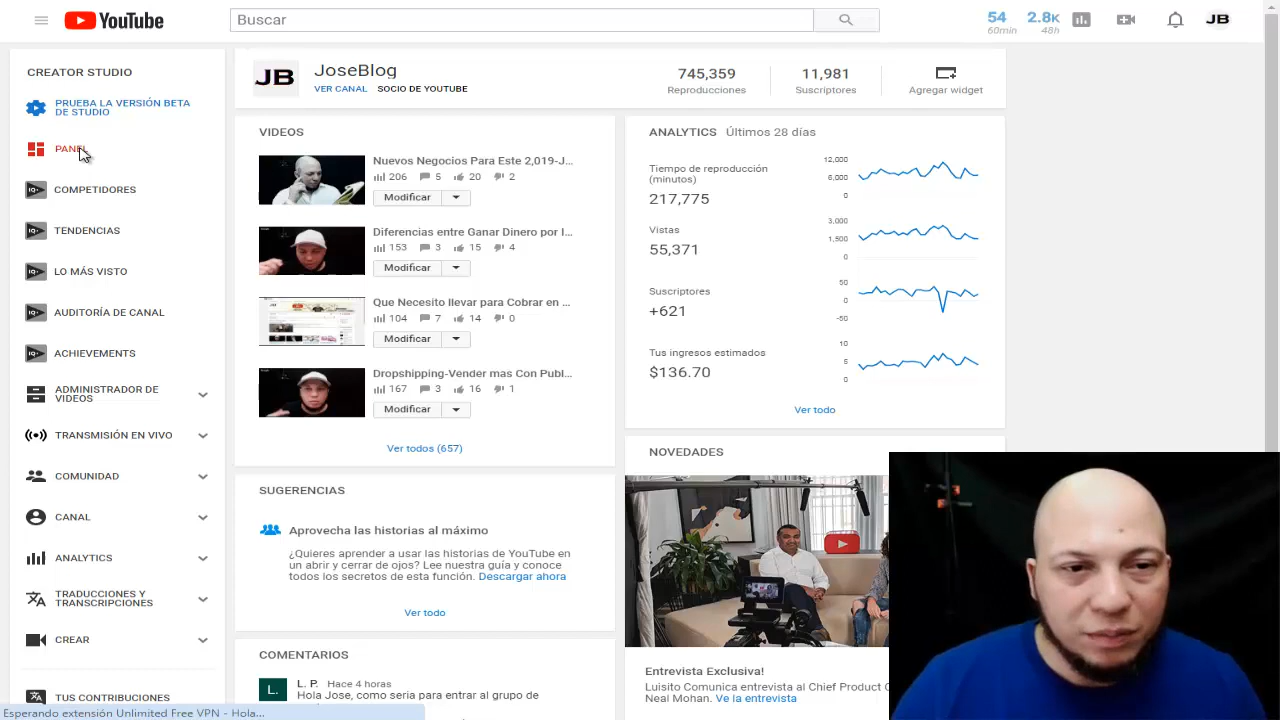 YouTube
Buscar
54
60min
2.8K
48h
JB
CREATOR STUDIO
PRUEBA LA VERSIÓN BETA
DE STUDIO
PANEL
COMPETIDORES
TENDENCIAS
LO MÁS VISTO
AUDITORÍA DE CANAL
ACHIEVEMENTS
ADMINISTRADOR DE
VIDEOS
TRANSMISIÓN EN VIVO
COMUNIDAD
CANAL
ANALYTICS
TRADUCCIONES Y
TRANSCRIPCIONES
CREAR
TUS CONTRIBUCIONES
Esperando extensión Unlimited Free VPN - Hola...
JB
JoseBlog
VER CANAL SOCIO DE YOUTUBE
745,359
Reproducciones
11,981
Suscriptores
Agregar widget
VIDEOS
Nuevos Negocios Para Este 2,019-J...
206 5 20 2
Modificar
Diferencias entre Ganar Dinero por I...
153 3 15 4
Modificar
Que Necesito llevar para Cobrar en ...
104 7 14 0
Modificar
Dropshipping-Vender mas Con Publ...
167 3 16 1
Modificar
Ver todos (657)
SUGERENCIAS
Aprovecha las historias al máximo
¿Quieres aprender a usar las historias de YouTube en
un abrir y cerrar de ojos? Lee nuestra guía y conoce
todos los secretos de esta función. Descargar ahora
Ver todo
COMENTARIOS
L.
L. P. Hace 4 horas
Hola Jose, como seria para entrar al grupo de
ANALYTICS Últimos 28 días
Tiempo de reproducción
(minutos)
217,775
12,000
6,000
0
Vistas
55,371
3,000
1,500
0
Suscriptores
+621
50
0
-50
Tus ingresos estimados
$136.70
10
5
0
Ver todo
NOVEDADES
Entrevista Exclusiva!
Luisito Comunica entrevista al Chief Product
Neal Mohan. Ve la entrevista